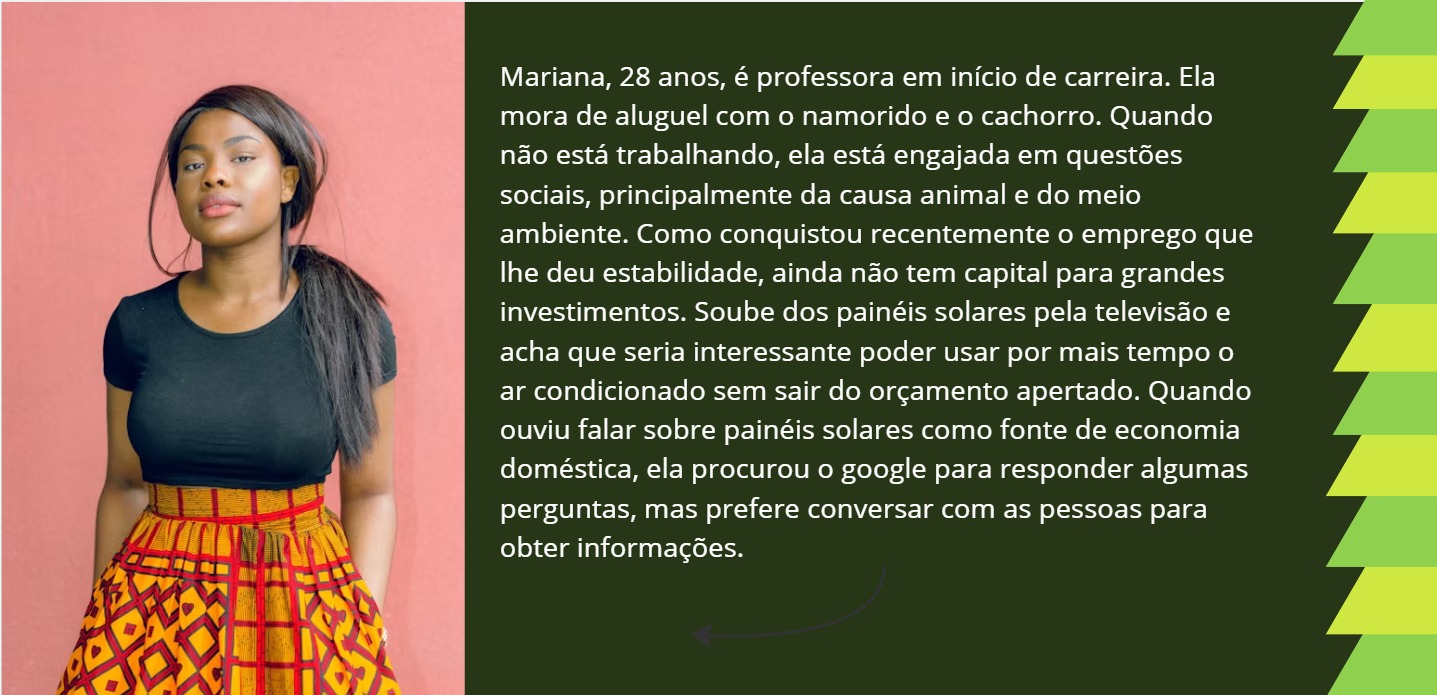 Mariana, 28 anos, é professora em início de carreira. Ela
mora de aluguel com o namorido e o cachorro. Quando
não está trabalhando, ela está engajada em questões
sociais, principalmente da causa animal e do meio
ambiente. Como conquistou recentemente o emprego que
lhe deu estabilidade, ainda não tem capital para grandes
investimentos. Soube dos painéis solares pela televisão e
acha que seria interessante poder usar por mais tempo o
ar condicionado sem sair do orçamento apertado. Quando
ouviu falar sobre painéis solares como fonte de economia
doméstica, ela procurou o google para responder algumas
perguntas, mas prefere conversar com as pessoas para
obter informações.